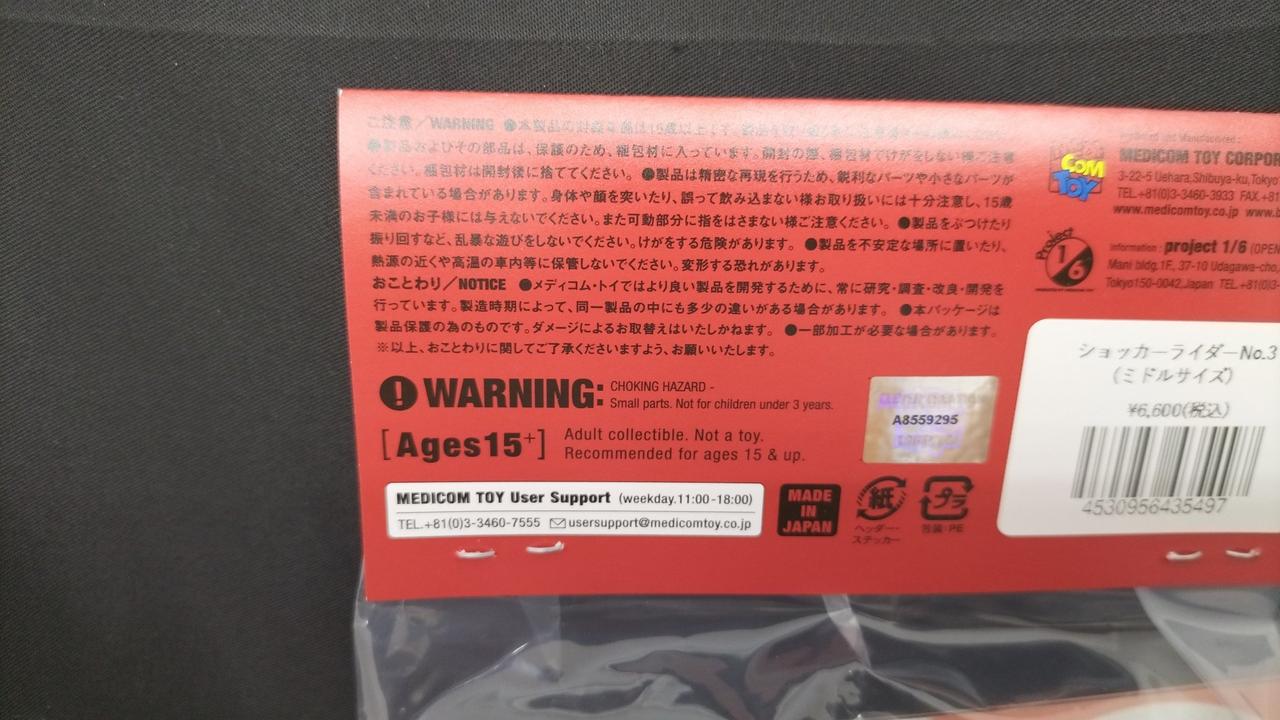 ご注意／WARNING ●本製品の対象年齢は15歳以上です。
●製品およびその部品は、保護のため、梱包材に入っています。開封の際、梱包材でけがをしない様ご注意
ください。梱包材は開封後に捨ててください。 ●製品は精密な再現を行うため、鋭利なパーツや小さなパーツが
含まれている場合があります。身体や顔を突いたり、誤って飲み込まない様お取り扱いには十分注意し、15歳
未満のお子様には与えないでください。また可動部分に指をはさまない様ご注意ください。 ●製品をぶつけたり
振り回すなど、乱暴な遊びをしないでください。けがをする危険があります。 ●製品を不安定な場所に置いたり、
熱源の近くや高温の車内等に保管しないでください。変形する恐れがあります。
おことわり／NOTICE ●メディコム・トイではより良い製品を開発するために、常に研究・調査・改良・開発を
行っています。製造時期によって、同一製品の中にも多少の違いがある場合があります。 ●本パッケージは
製品保護の為のものです。ダメージによるお取替えはいたしかねます。 ●一部加工が必要な場合があります。
※以上、おことわりに関してご了承くださいますよう、お願いいたします。
WARNING: CHOKING HAZARD -
Small parts. Not for children under 3 years.
[Ages15+] Adult collectible. Not a toy.
Recommended for ages 15 & up.
MEDICOM TOY User Support (weekday.11:00-18:00)
TEL.+81(0)3-3460-7555 usersupport@medicomtoy.co.jp
A8559295
MADE
IN
JAPAN
紙
ヘッダー・
ステッカー
プラ
包装:PE
COM
TOY
MEDICOM TOY CORPOR
3-22-5 Uehara,Shibuya-ku,Tokyo
TEL.+81(0)3-3460-3933 FAX.+81
www.medicomtoy.co.jp
Project
1/6
information : project 1/6 (OPEN
Mani bldg.1F., 37-10 Udagawa-cho,
Tokyo150-0042,Japan TEL.+81(0)3-
ショッカーライダーNo.3
(ミドルサイズ)
¥6,600(税込)
4530956435497